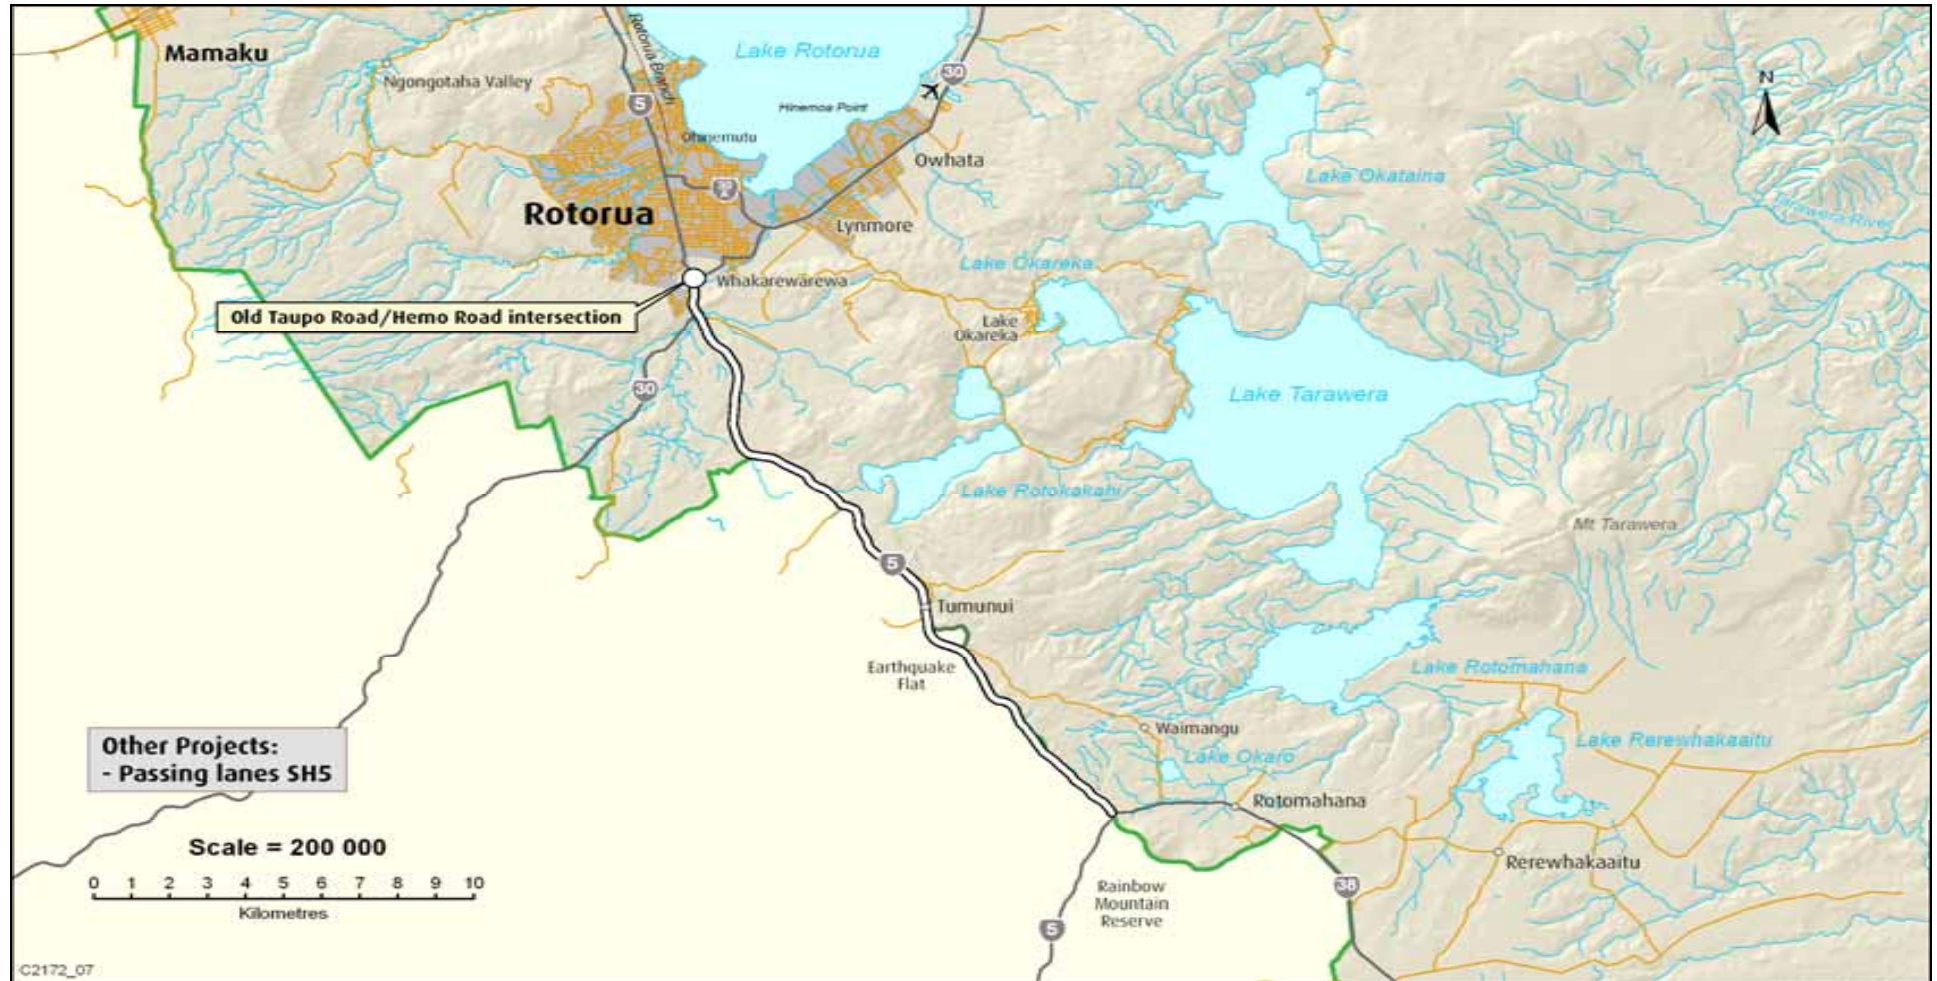 Mamaku
Ngongotaha Valley
Rotorua Branch
Lake Rotorua
30
N
5
Hinemoa Point
Ohinemutu
Owhata
Lake Okataina
Tarawera River
Rotorua
Lynmore
Lake Okareka
Whakarewarewa
Old Taupo Road/Hemo Road intersection
Lake
Okareka
30
Lake Tarawera
Lake Rotokakahi
Mt Tarawera
5
Tumunui
Earthquake
Flat
Lake Rotomahana
Waimangu
Lake Rerewhakaaitu
Lake Okaro
Other Projects:
- Passing lanes SH5
Rotomahana
Scale = 200 000
Rerewhakaaitu
0 1 2 3 4 5 6 7 8 9 10
Kilometres
38
Rainbow
Mountain
Reserve
5
C2172_07